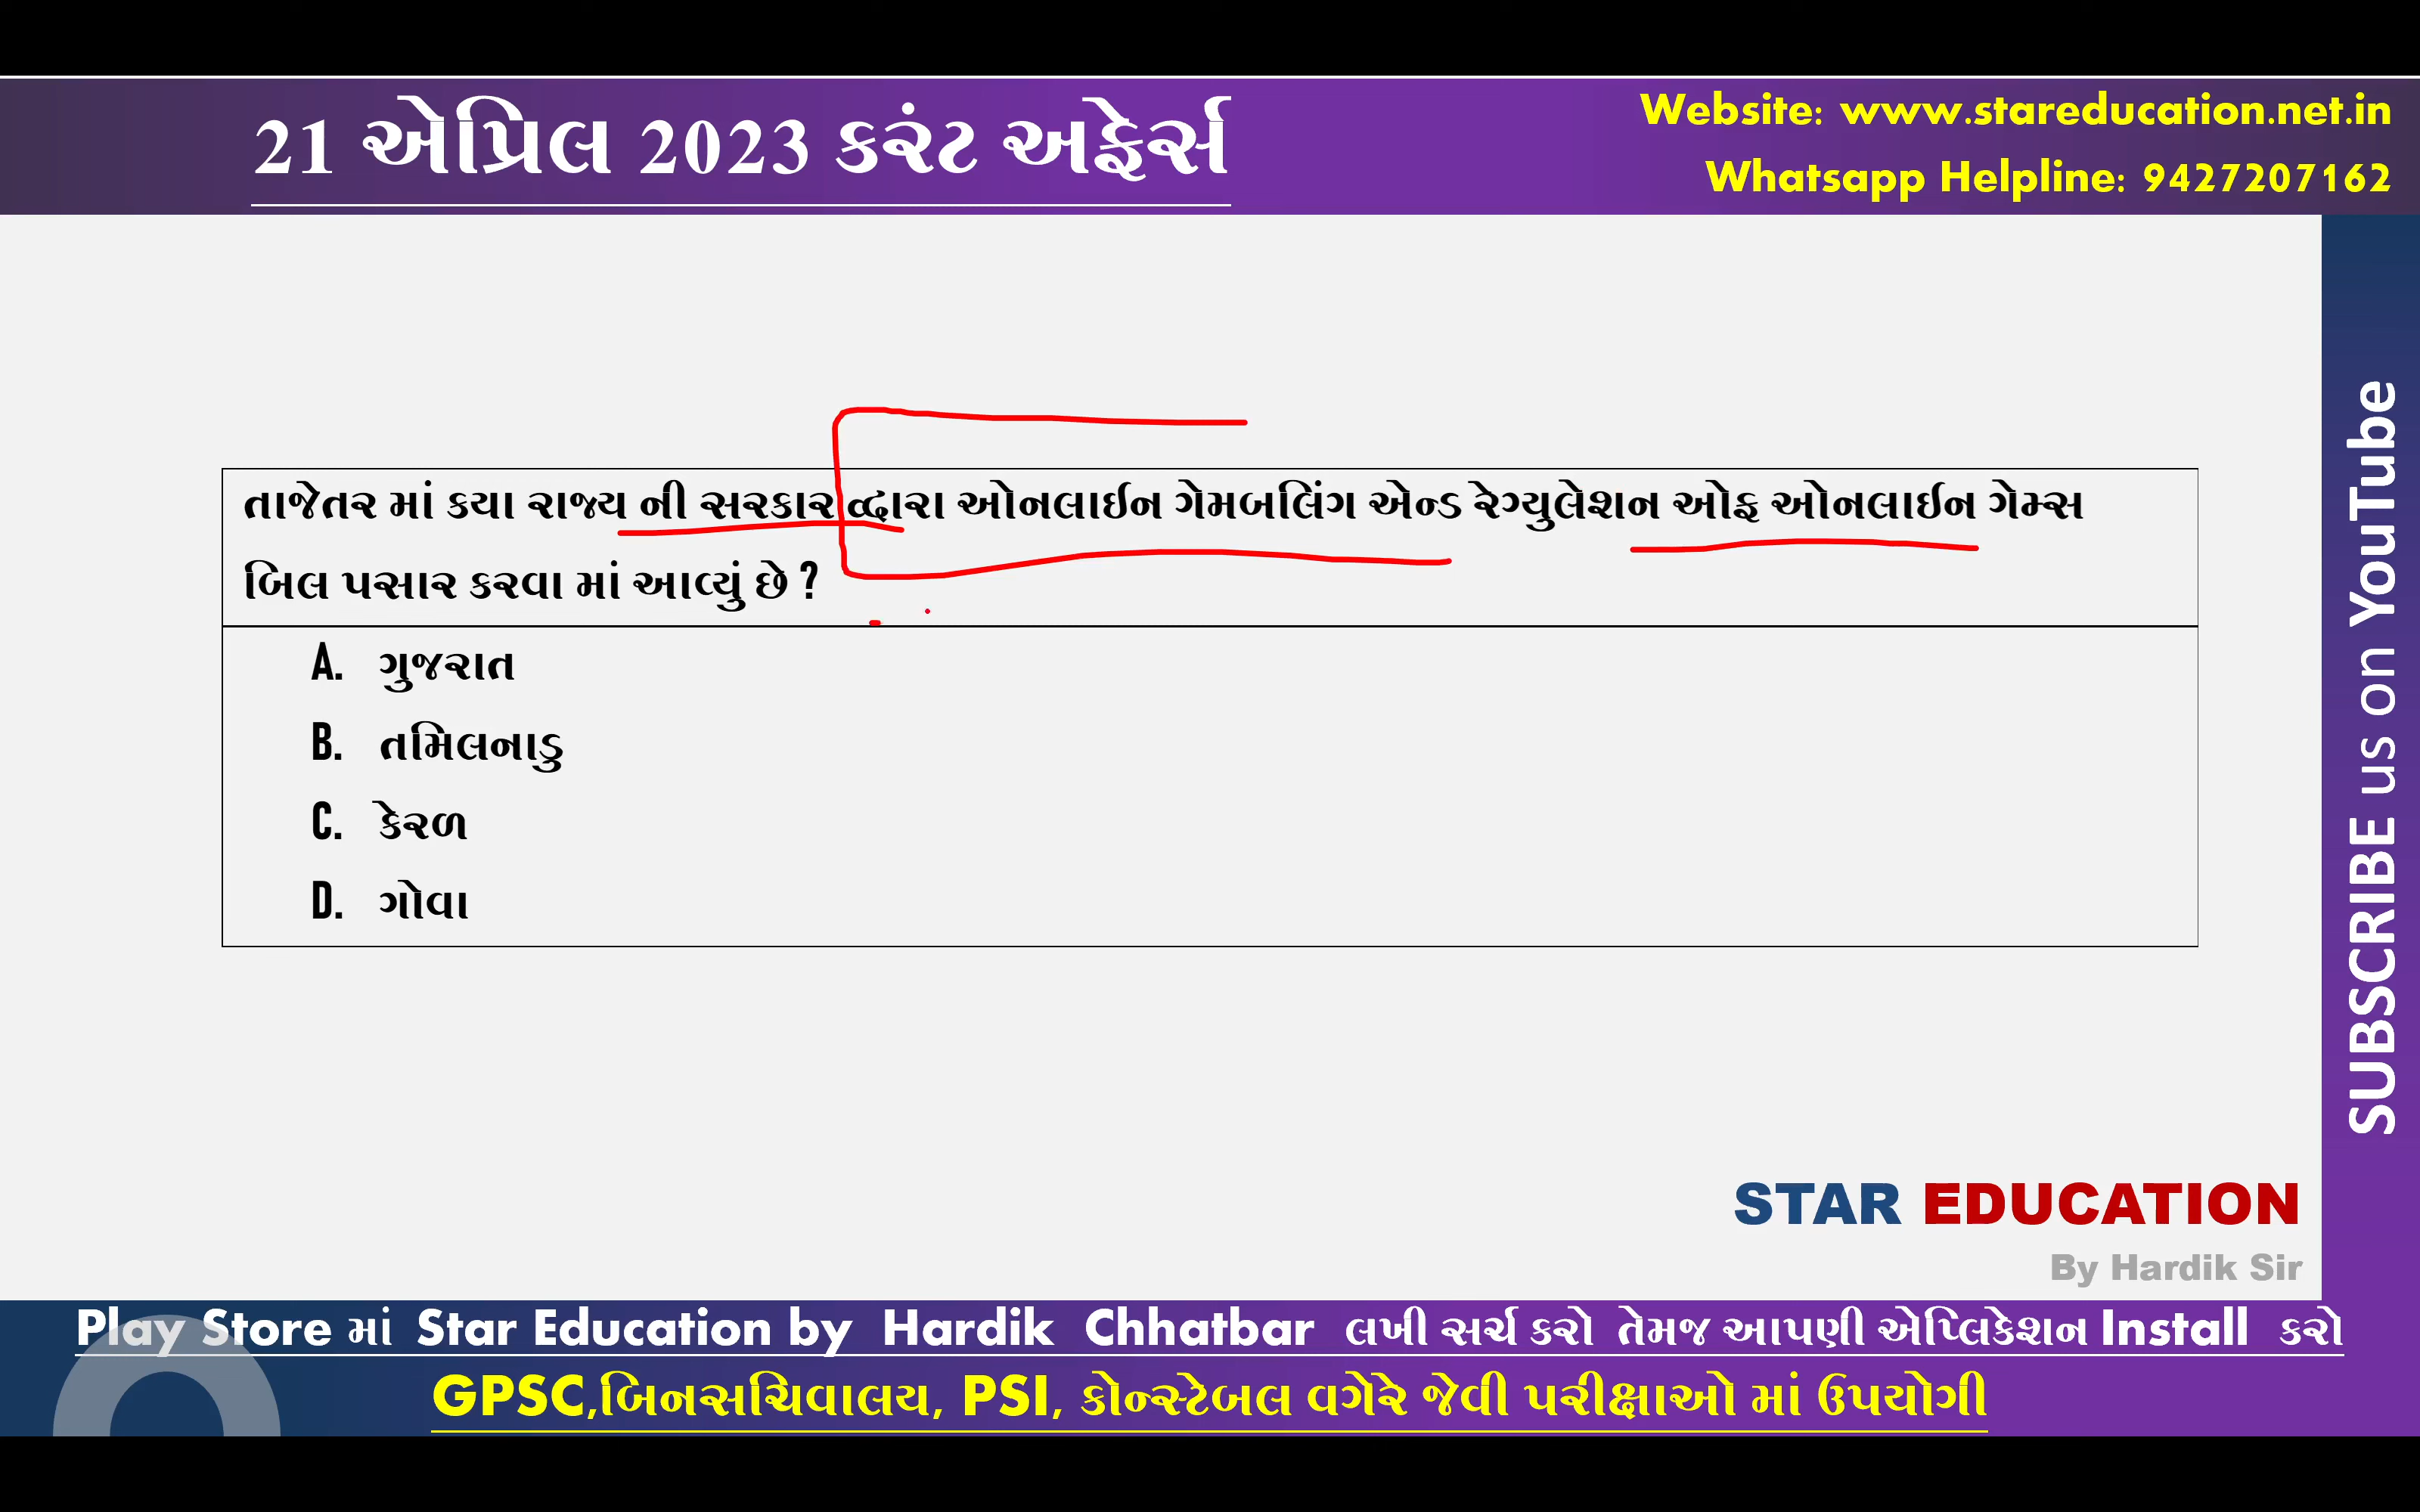 21 એપ્રિલ 2023 કરંટ અફેર્સ
Website: www.stareducation.net.in
Whatsapp Helpline: 9427207162
તાજેતર માં કયા રાજ્ય ની સરકાર વ્દારા ઓનલાઈન ગેમબલિંગ એન્ડ રેગ્યુલેશન ઓફ ઓનલાઈન ગેમ્સ
બિલ પસાર કરવા માં આવ્યું છે ?
A. ગુજરાત
B. તમિલનાડુ
C. કેરળ
D. ગોવા
SUBSCRIBE us on YouTube
STAR EDUCATION
By Hardik Sir
Play Store માં Star Education by Hardik Chhatbar લખી સર્ચ કરો તેમજ આપણી એપ્લિકેશન Install કરો
GPSC,બિનસચિવાલય, PSI, કોન્સ્ટેબલ વગેરે જેવી પરીક્ષાઓ માં ઉપયોગી